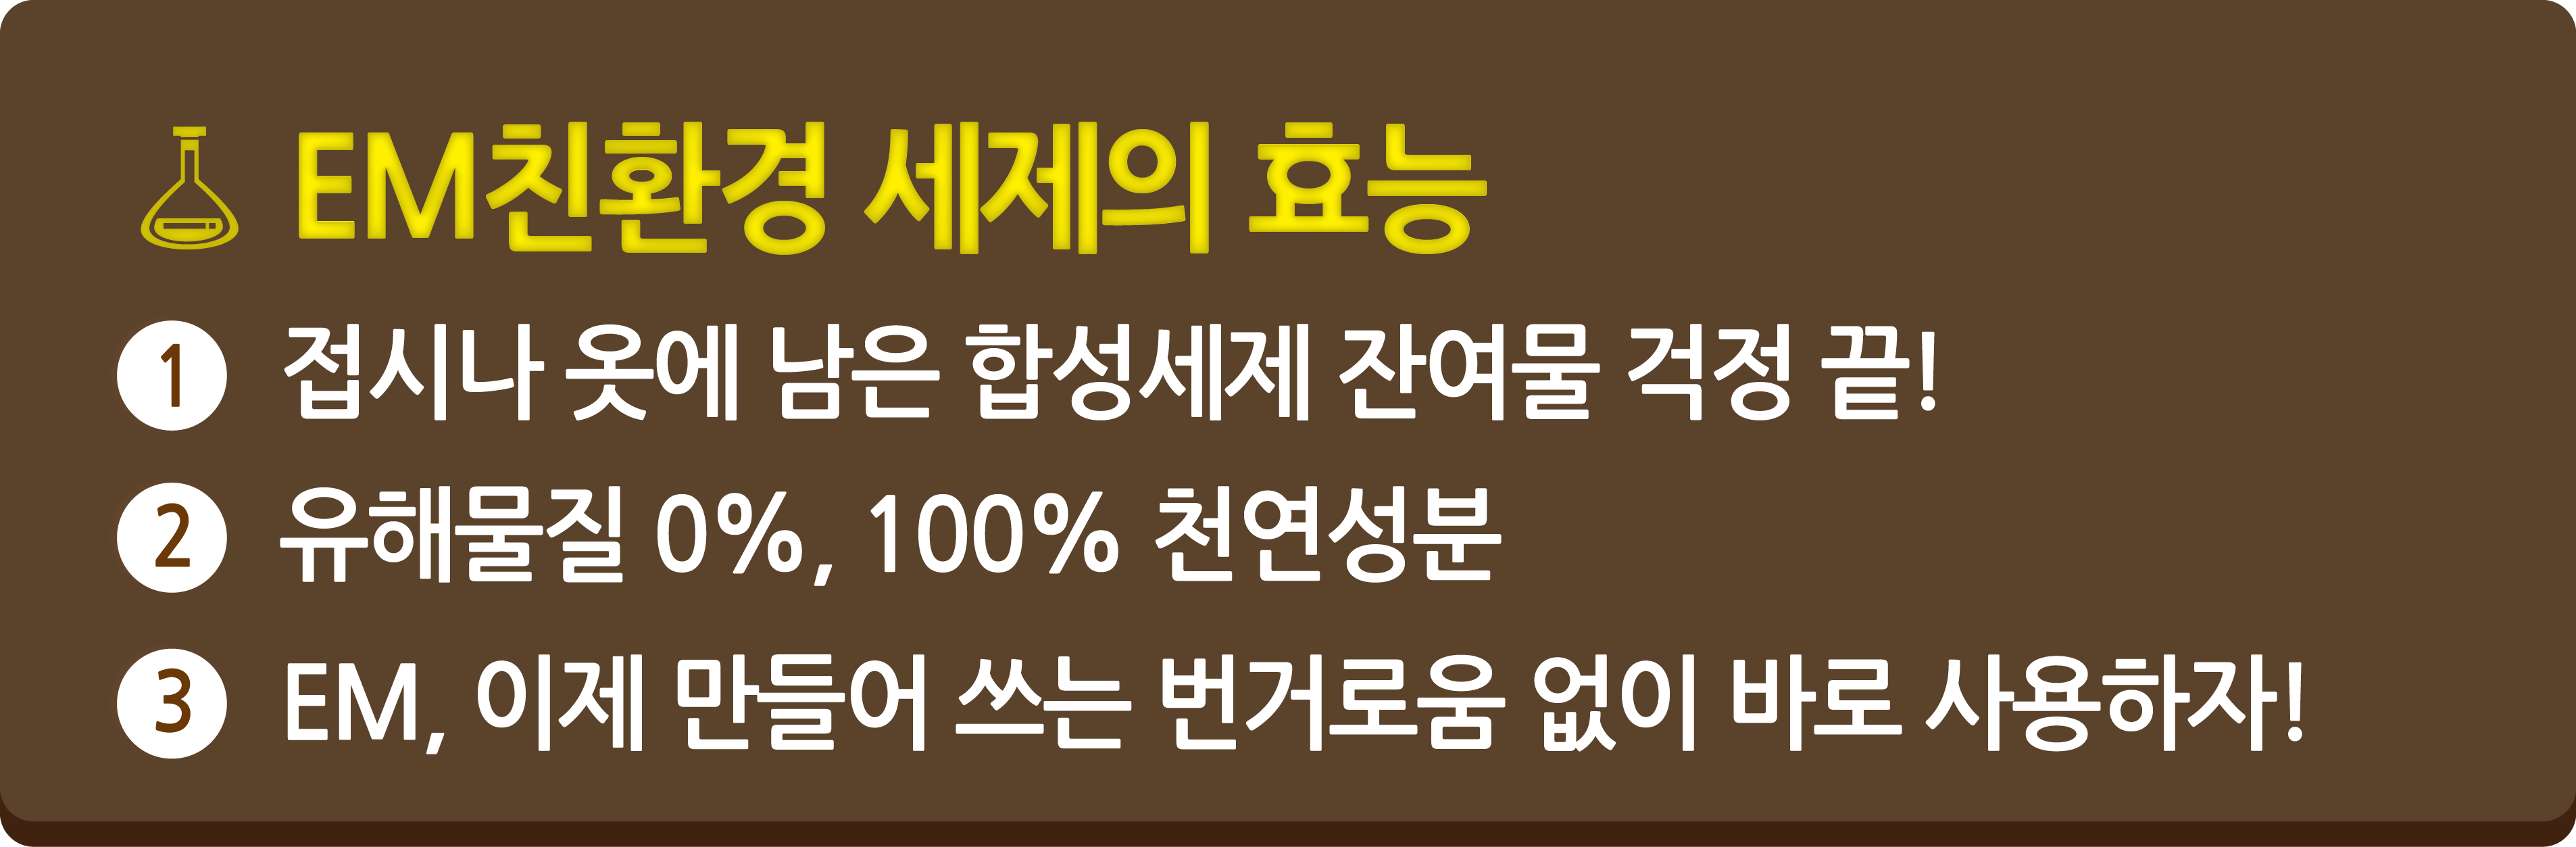 EM친환경 세제의 효능
1 접시나 옷에 남은 합성세제 잔여물 걱정 끝!
2 유해물질 0%, 100% 천연성분
3 EM, 이제 만들어 쓰는 번거로움 없이 바로 사용하자!